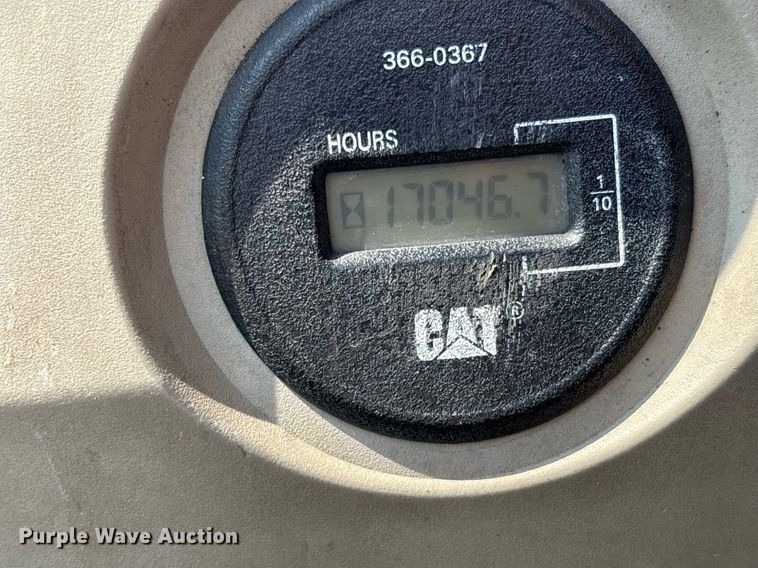 366-0367
HOURS
17046.7
1
10
CAT®
Purple Wave Auction